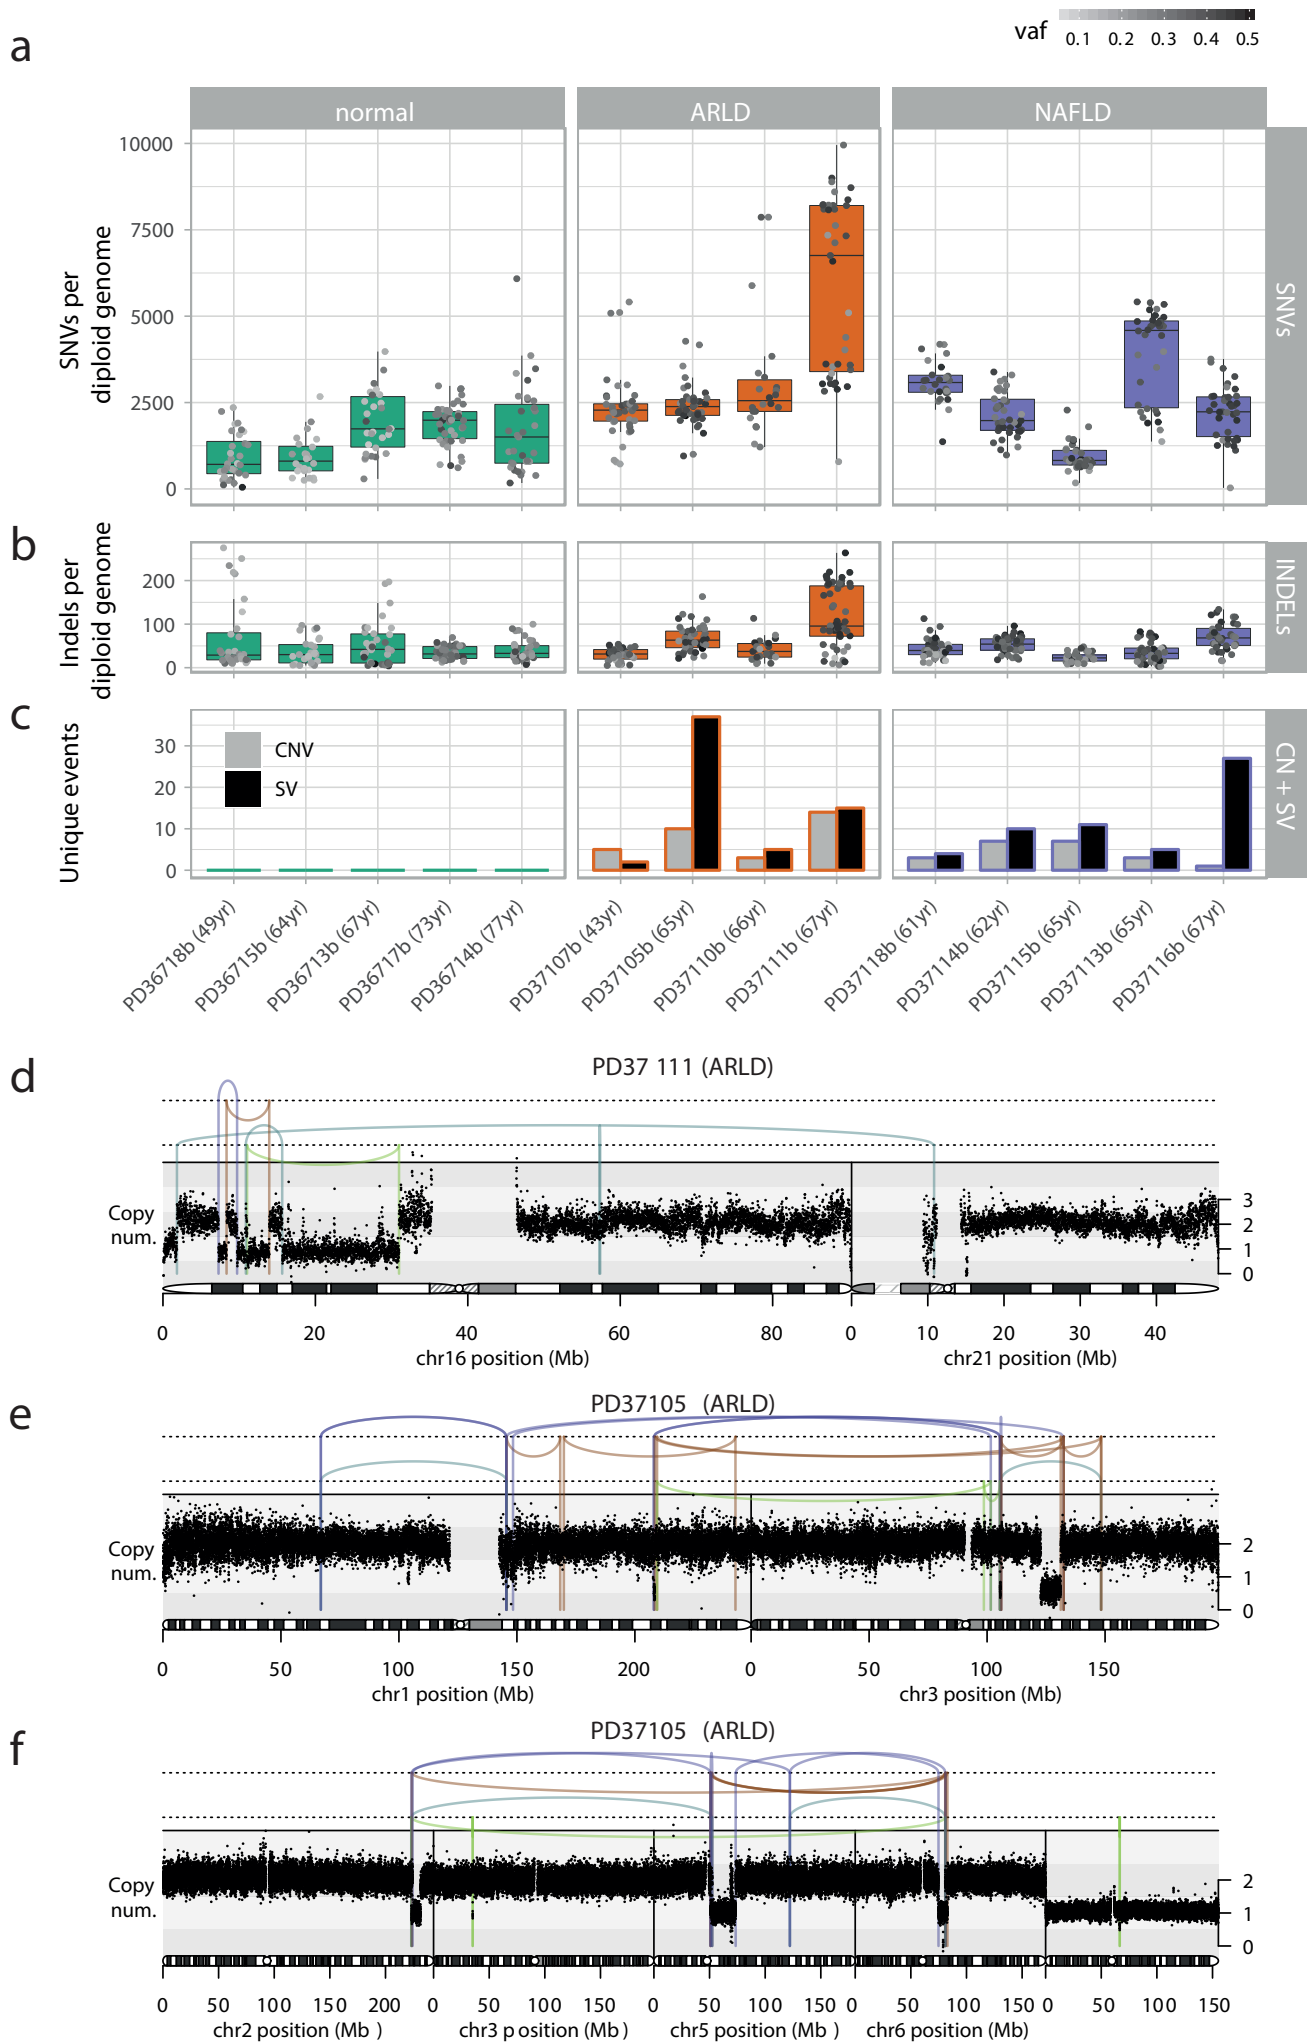 vaf
0.1 0.2 0.3 0.4 0.5
a
normal ARLD NAFLD
SNVs per
diploid genome
10000
7500
5000
2500
0
SNVs
b
Indels per
diploid genome
200
100
0
INDELs
c
Unique events
30
20
10
0
CNV
SV
CN + SV
PD36718b (49yr)
PD36715b (64yr)
PD36713b (67yr)
PD36717b (73yr)
PD36714b (77yr)
PD37107b (43yr)
PD37105b (65yr)
PD37110b (66yr)
PD37111b (67yr)
PD37118b (61yr)
PD37114b (62yr)
PD37115b (65yr)
PD37113b (65yr)
PD37116b (67yr)
d
PD37 111 (ARLD)
Copy
num.
3
2
1
0
0 20 40 60 80 0 10 20 30 40
chr16 position (Mb) chr21 position (Mb)
e
PD37105 (ARLD)
Copy
num.
2
1
0
0 50 100 150 200 0 50 100 150
chr1 position (Mb) chr3 position (Mb)
f
PD37105 (ARLD)
Copy
num.
2
1
0
0 50 100 150 200 0 50 100 150 0 50 100 150 0 50 100 150 0 50 100 150
chr2 position (Mb ) chr3 p osition (Mb ) chr5 position (Mb ) chr6 position (Mb)